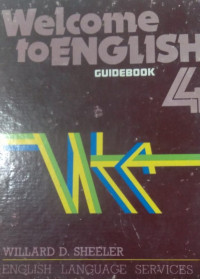 Welcome
to ENGLISH
GUIDEBOOK 4
WILLARD D. SHEELER
ENGLISH LANGUAGE SERVICES